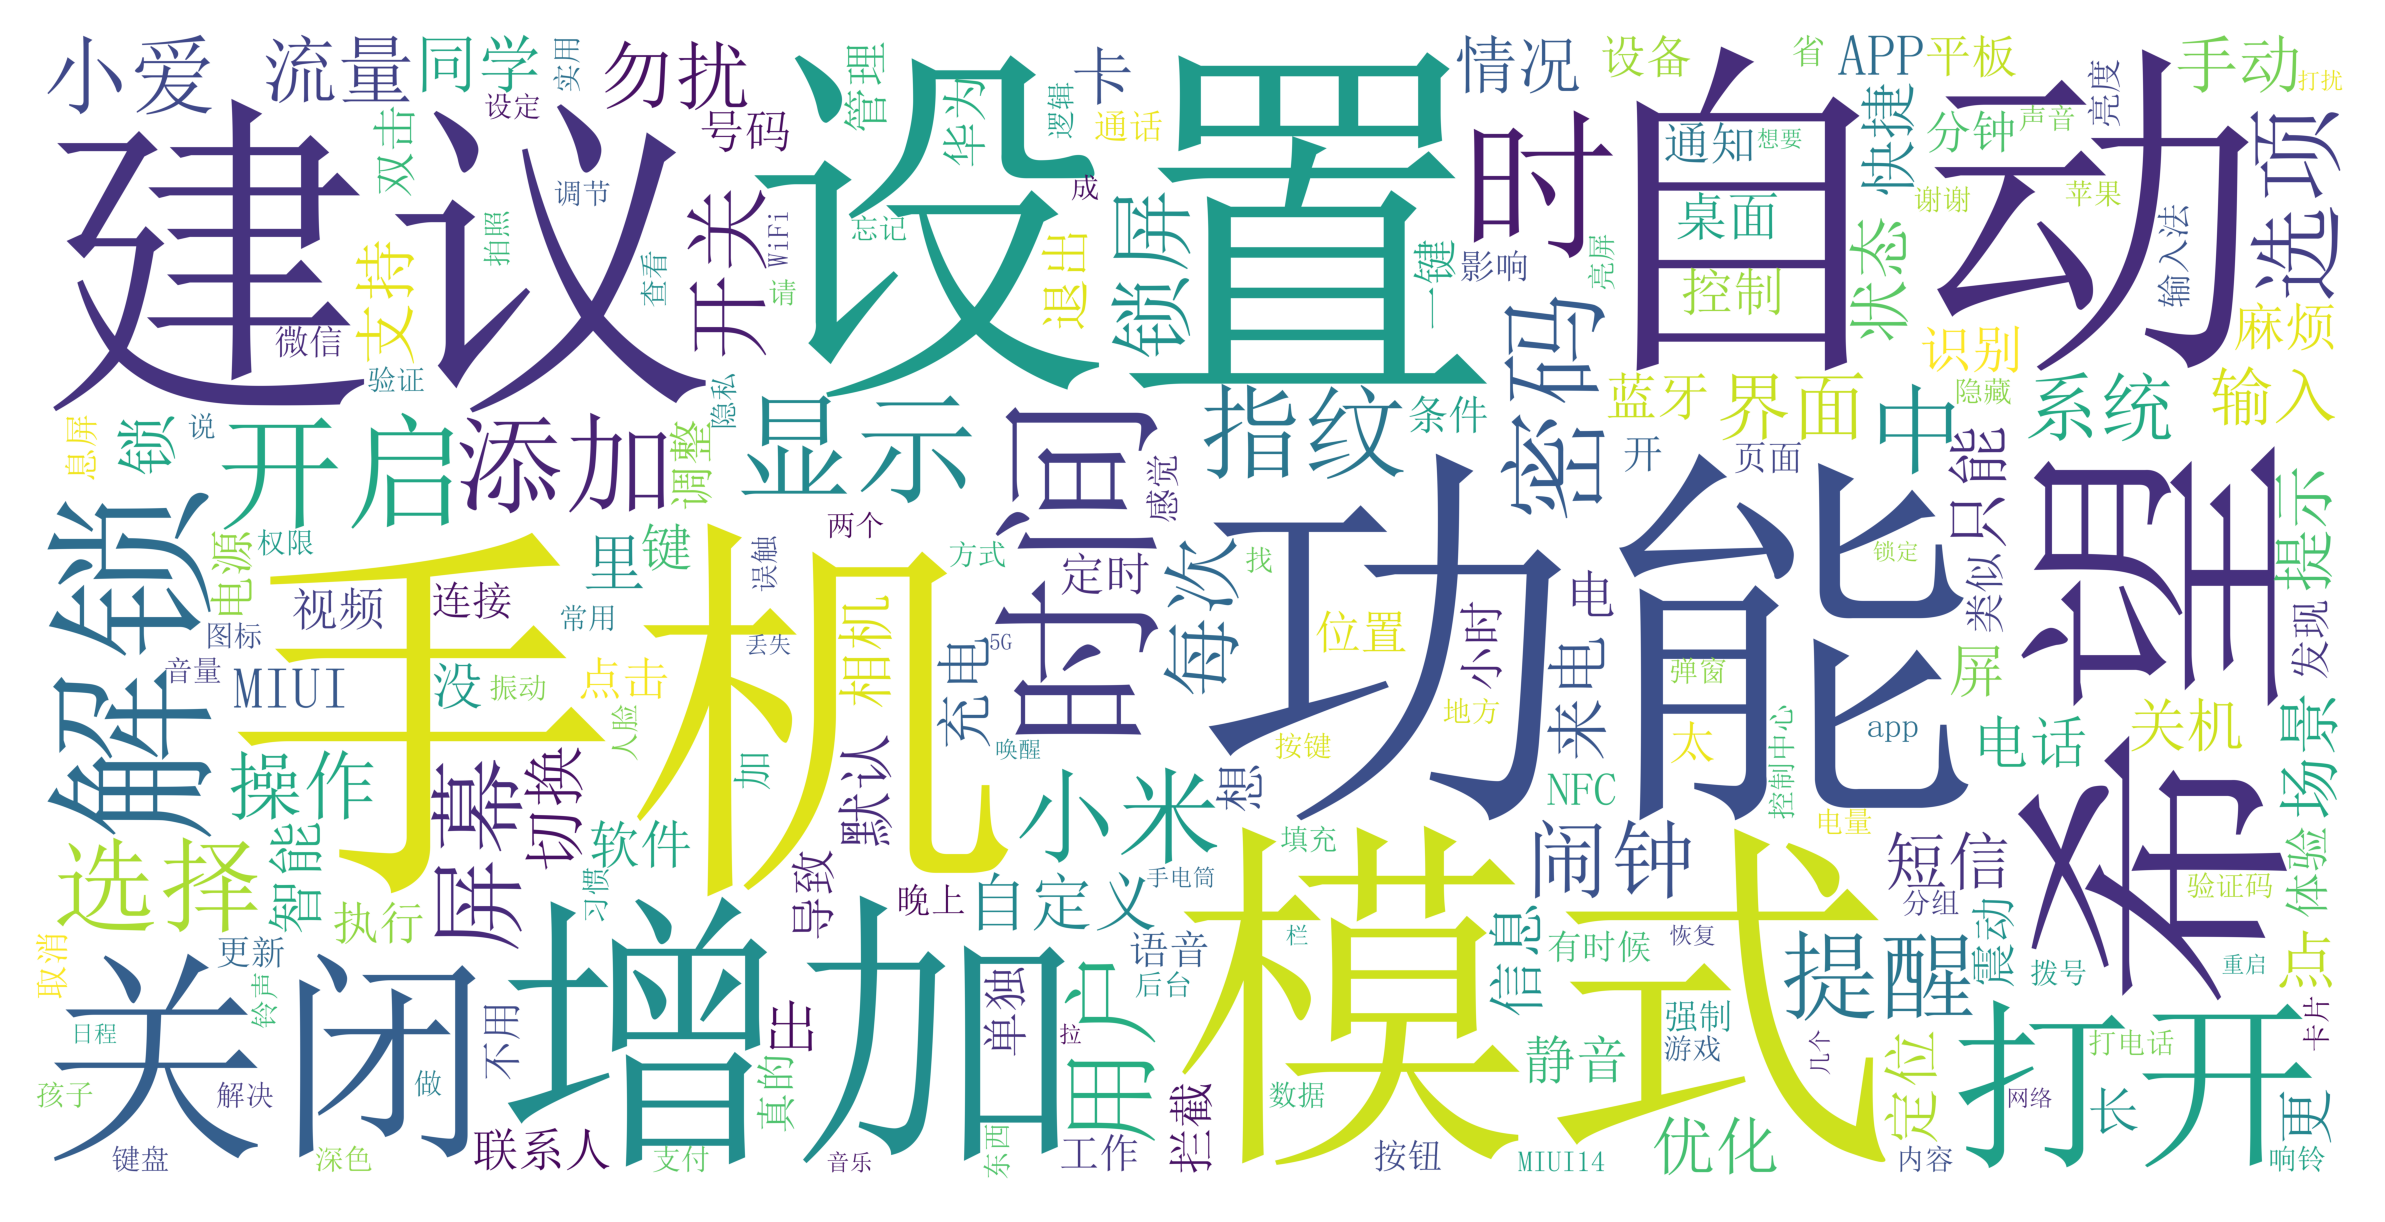 小爱
流量
同学
实用
勿扰
设置
管理
卡
情况
设备
省
APP
平板
亮度
手动
打扰
建议
双击
设定
号码
华为
逻辑
通话
时
自动
通知
想要
快捷
分钟
声音
选项
支持
拍照
调节
查看
开关
WiFi
请
忘记
退出
成
锁屏
一键
影响
亮屏
桌面
控制
状态
谢谢
苹果
输入法
微信
验证
隐私
密码
识别
麻烦
息屏
锁
说
开启
添加
调整
显示
时间
感觉
指纹
条件
开
蓝牙
页面
界面
中
隐藏
系统
输入
解锁
电源
权限
手机
里
键
两个
误触
方式
定时
每次
找
功能
锁定
只能
类似
希望
提示
图标
视频
连接
常用
丢失
相机
充电
5G
位置
小时
电
来电
弹窗
屏
发现
音量
MIUI
没
振动
点击
人脸
加
唤醒
按键
地方
太
控制中心
app
电话
关机
场景
操作
屏幕
切换
默认
小米
想
NFC
电量
选择
智能
执行
习惯
软件
导致
晚上
自定义
手电筒
填充
模式
闹钟
短信
分组
验证码
体验
取消
更新
关闭
铃声
日程
增加
出
单独
语音
后台
拉
栏
信息
有时候
恢复
提醒
震动
拨号
重启
点
孩子
解决
做
不用
真的
用户
数据
静音
强制
游戏
几个
定位
打开
打电话
网络
长
卡片
更
键盘
深色
联系人
支付
音乐
东西
工作
拦截
按钮
MIUI14
优化
内容
响铃